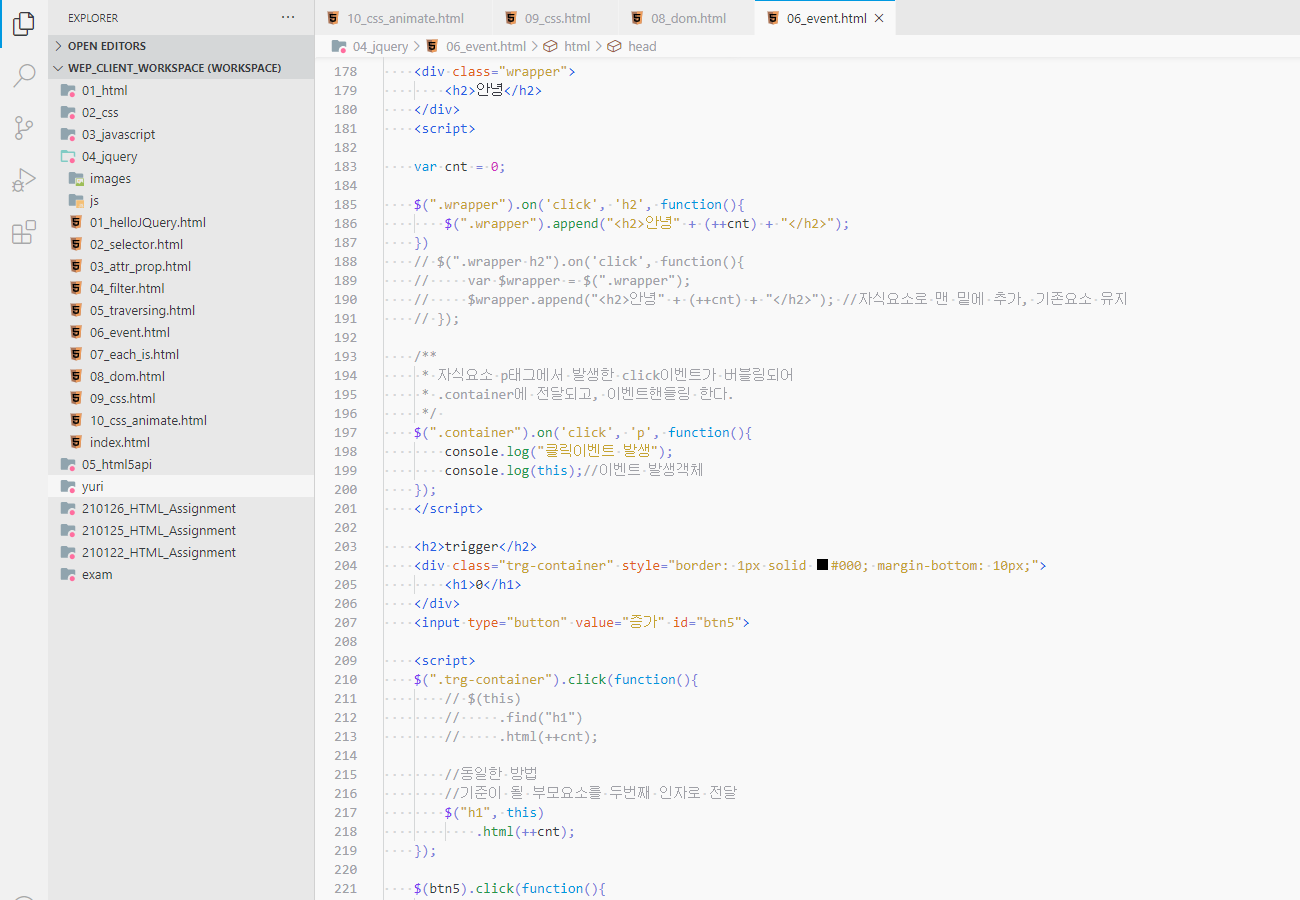 EXPLORER ···
OPEN EDITORS
WEP_CLIENT_WORKSPACE (WORKSPACE)
01_html
02_css
03_javascript
04_jquery
images
js
01_helloJQuery.html
02_selector.html
03_attr_prop.html
04_filter.html
05_traversing.html
06_event.html
07_each_is.html
08_dom.html
09_css.html
10_css_animate.html
index.html
05_html5api
yuri
210126_HTML_Assignment
210125_HTML_Assignment
210122_HTML_Assignment
exam
10_css_animate.html 09_css.html 08_dom.html 06_event.html
04_jquery > 06_event.html > html > head
178 <div class="wrapper">
179 <h2>안녕</h2>
180 </div>
181 <script>
182
183 var cnt = 0;
184
185 $(".wrapper").on('click', 'h2', function(){
186 $(".wrapper").append("<h2>안녕" + (++cnt) + "</h2>");
187 })
188 // $(".wrapper h2").on('click', function(){
189 // var $wrapper = $(".wrapper");
190 // $wrapper.append("<h2>안녕" + (++cnt) + "</h2>"); //자식요소로 맨 밑에 추가, 기존요소 유지
191 // });
192
193 /**
194 * 자식요소 p태그에서 발생한 click이벤트가 버블링되어
195 * .container에 전달되고, 이벤트핸들링 한다.
196 */
197 $(".container").on('click', 'p', function(){
198 console.log("클릭이벤트 발생");
199 console.log(this);//이벤트 발생객체
200 });
201 </script>
202
203 <h2>trigger</h2>
204 <div class="trg-container" style="border: 1px solid #000; margin-bottom: 10px;">
205 <h1>0</h1>
206 </div>
207 <input type="button" value="증가" id="btn5">
208
209 <script>
210 $(".trg-container").click(function(){
211 // $(this)
212 // .find("h1")
213 // .html(++cnt);
214
215 //동일한 방법
216 //기준이 될 부모요소를 두번째 인자로 전달
217 $("h1", this)
218 .html(++cnt);
219 });
220
221 $(btn5).click(function(){